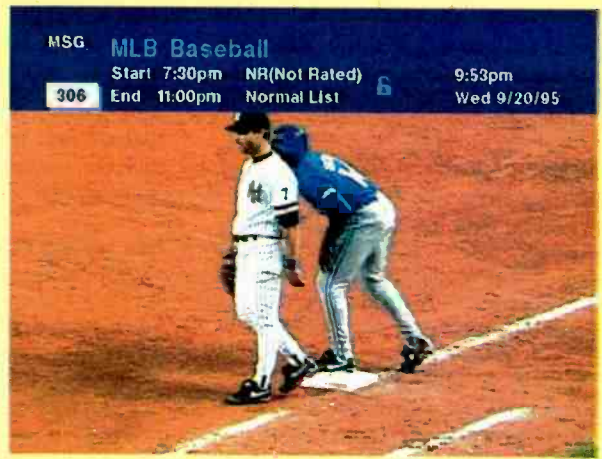 MSG
MLB Baseball
Start 7:30pm NR(Not Rated) 9:53pm
306
End 11:00pm Normal List Wed 9/20/95
7